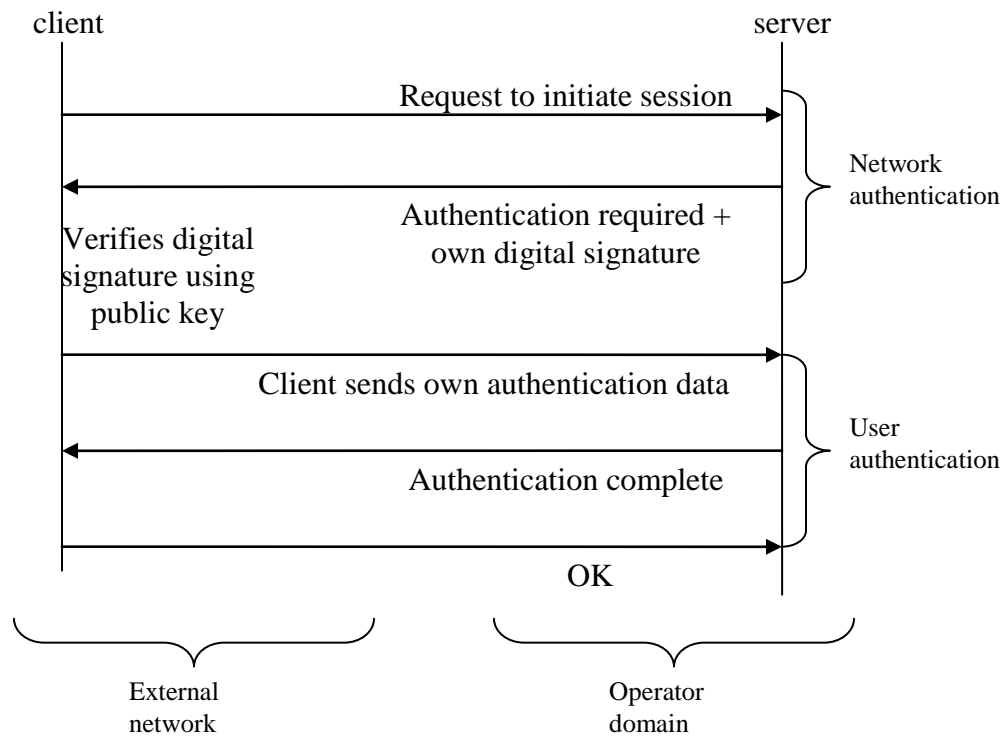 client
server
Request to initiate session
Network
authentication
Authentication required +
own digital signature
Verifies digital
signature using
public key
Client sends own authentication data
User
authentication
Authentication complete
OK
External
network
Operator
domain